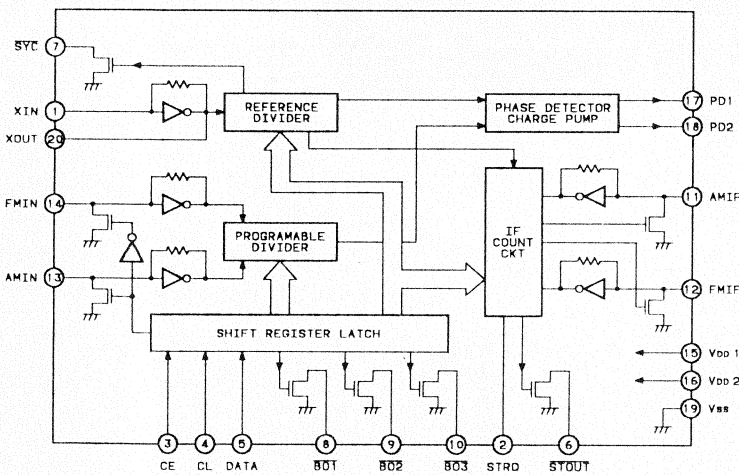 SYC 7
XIN 1
XOUT 20
FMIN 14
AMIN 13
REFERENCE
DIVIDER
PROGRAMABLE
DIVIDER
SHIFT REGISTER LATCH
PHASE DETECTOR
CHARGE PUMP
IF
COUNT
CKT
17 PD1
18 PD2
11 AMIF
12 FMIF
15 VDD 1
16 VDD 2
19 Vss
3 4 5 8 9 10 2 6
CE CL DATA BO1 BO2 BO3 STRD STOUT